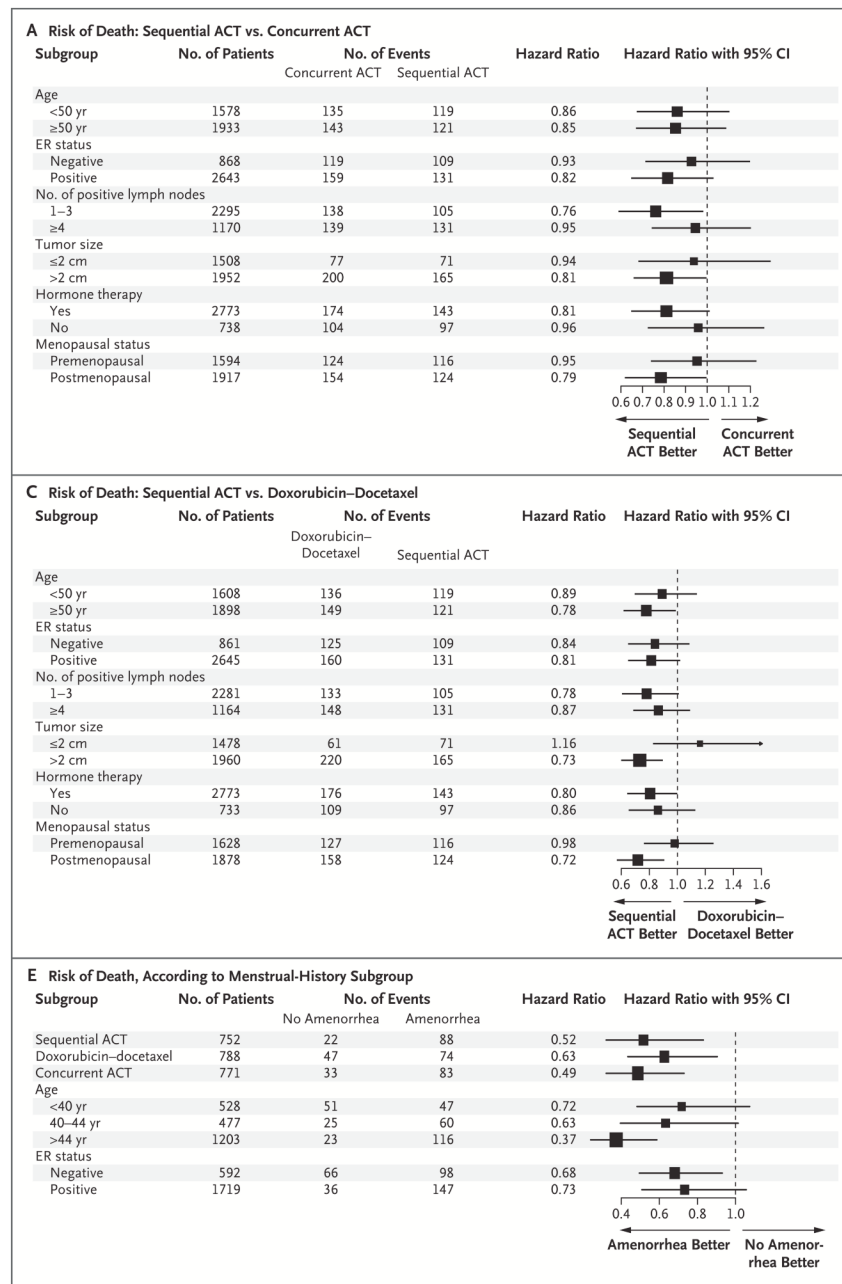 A Risk of Death: Sequential ACT vs. Concurrent ACT
Subgroup No. of Patients No. of Events Hazard Ratio Hazard Ratio with 95% CI
Concurrent ACT Sequential ACT
Age
<50 yr 1578 135 119 0.86
≥50 yr 1933 143 121 0.85
ER status
Negative 868 119 109 0.93
Positive 2643 159 131 0.82
No. of positive lymph nodes
1–3 2295 138 105 0.76
≥4 1170 139 131 0.95
Tumor size
≤2 cm 1508 77 71 0.94
>2 cm 1952 200 165 0.81
Hormone therapy
Yes 2773 174 143 0.81
No 738 104 97 0.96
Menopausal status
Premenopausal 1594 124 116 0.95
Postmenopausal 1917 154 124 0.79
0.6 0.7 0.8 0.9 1.0 1.1 1.2
Sequential Concurrent
ACT Better ACT Better
C Risk of Death: Sequential ACT vs. Doxorubicin–Docetaxel
Subgroup No. of Patients No. of Events Hazard Ratio Hazard Ratio with 95% CI
Doxorubicin–
Docetaxel Sequential ACT
Age
<50 yr 1608 136 119 0.89
≥50 yr 1898 149 121 0.78
ER status
Negative 861 125 109 0.84
Positive 2645 160 131 0.81
No. of positive lymph nodes
1–3 2281 133 105 0.78
≥4 1164 148 131 0.87
Tumor size
≤2 cm 1478 61 71 1.16
>2 cm 1960 220 165 0.73
Hormone therapy
Yes 2773 176 143 0.80
No 733 109 97 0.86
Menopausal status
Premenopausal 1628 127 116 0.98
Postmenopausal 1878 158 124 0.72
0.6 0.8 1.0 1.2 1.4 1.6
Sequential Doxorubicin–
ACT Better Docetaxel Better
E Risk of Death, According to Menstrual-History Subgroup
Subgroup No. of Patients No. of Events Hazard Ratio Hazard Ratio with 95% CI
No Amenorrhea Amenorrhea
Sequential ACT 752 22 88 0.52
Doxorubicin–docetaxel 788 47 74 0.63
Concurrent ACT 771 33 83 0.49
Age
<40 yr 528 51 47 0.72
40–44 yr 477 25 60 0.63
>44 yr 1203 23 116 0.37
ER status
Negative 592 66 98 0.68
Positive 1719 36 147 0.73
0.4 0.6 0.8 1.0
Amenorrhea Better No Amenor-
rhea Better